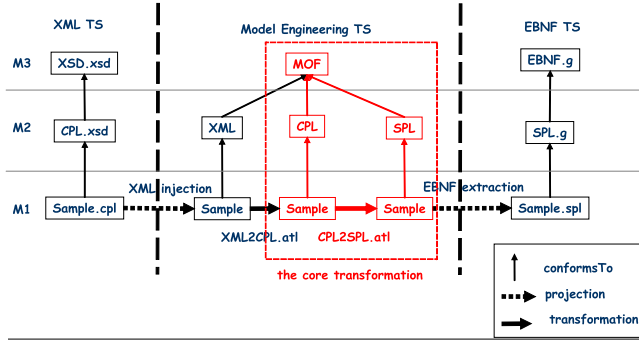 XML TS
Model Engineering TS
EBNF TS
M3
XSD.xsd
MOF
EBNF.g
M2
CPL.xsd
XML
CPL
SPL
SPL.g
XML injection
EBNF extraction
M1
Sample.cpl
Sample
Sample
Sample
Sample.spl
XML2CPL.atl
CPL2SPL.atl
the core transformation
conformsTo
projection
transformation